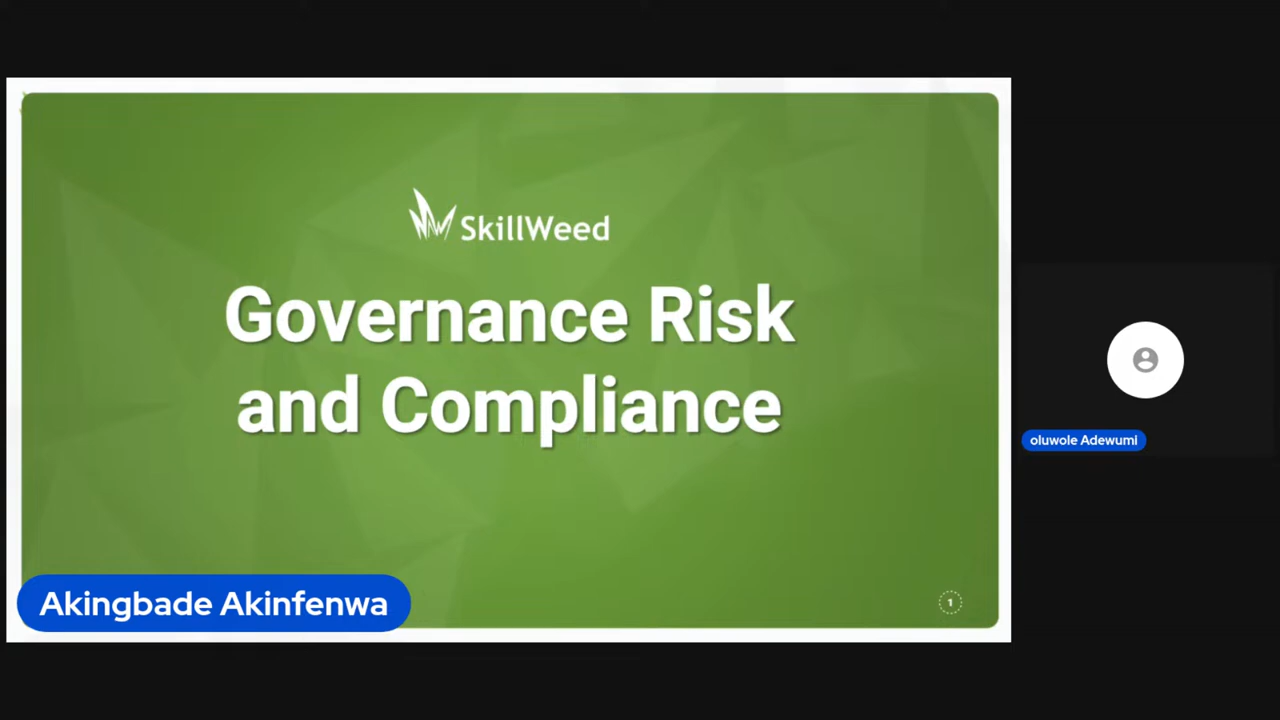 SkillWeed
Governance Risk
and Compliance
Akingbade Akinfenwa
1
oluwole Adewumi